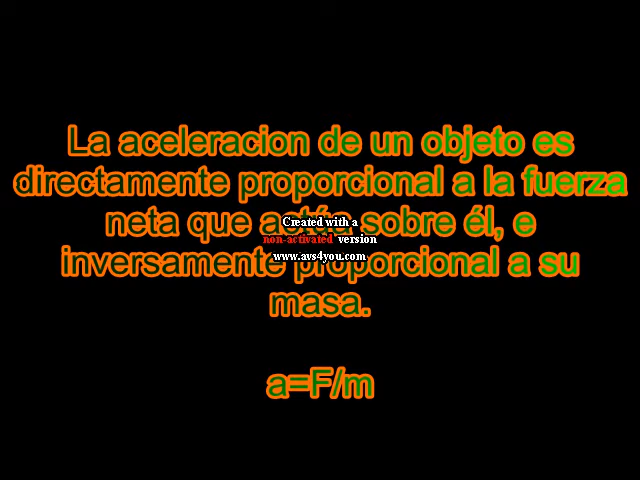 La aceleracion de un objeto es
directamente proporcional a la fuerza
neta que actúa sobre él, e
inversamente proporcional a su
masa.
a=F/m
Created with a
non-activated version
www.avs4you.com